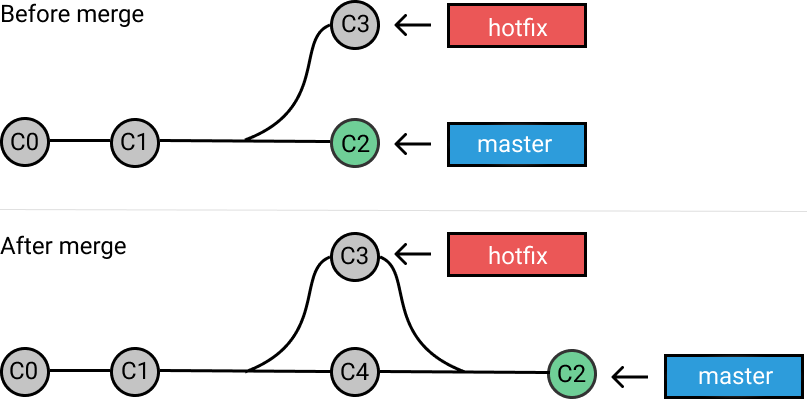 Before merge
C3
hotfix
C0
C1
C2
master
After merge
C3
hotfix
C0
C1
C4
C2
master